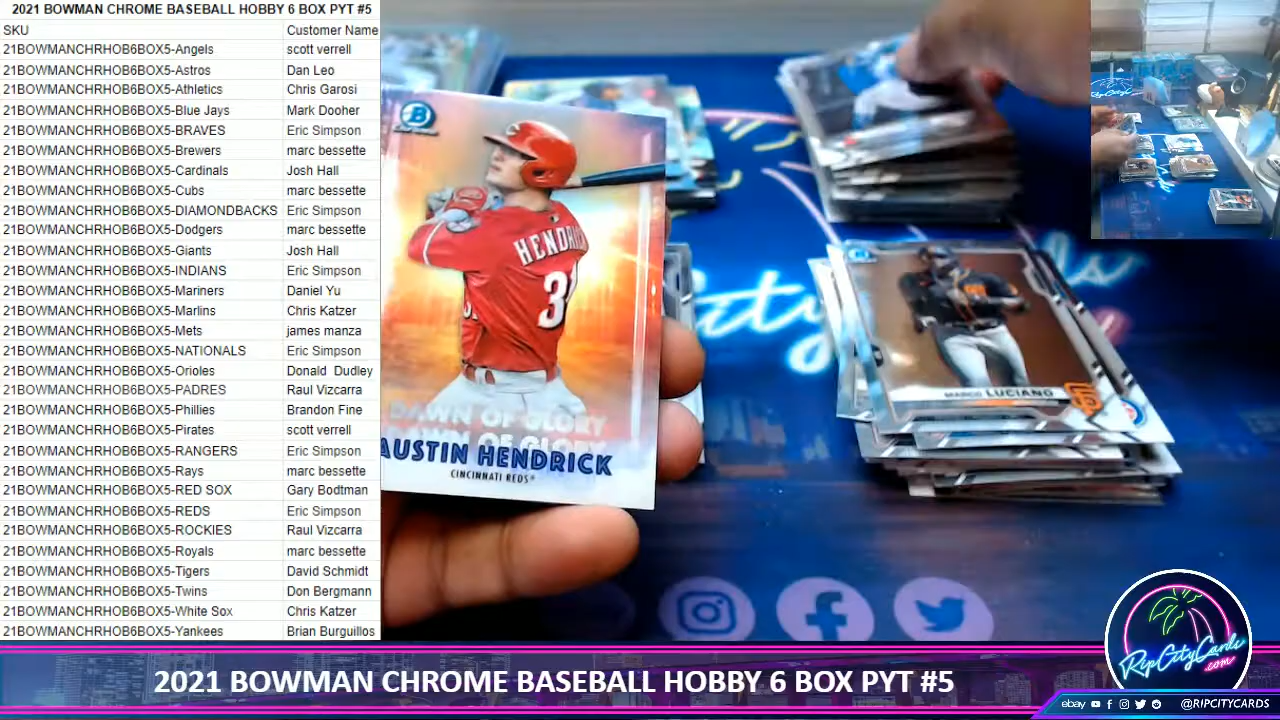 2021 BOWMAN CHROME BASEBALL HOBBY 6 BOX PYT #5
SKU Customer Name
21BOWMANCHRHOB6BOX5-Angels scott verrell
21BOWMANCHRHOB6BOX5-Astros Dan Leo
21BOWMANCHRHOB6BOX5-Athletics Chris Garosi
21BOWMANCHRHOB6BOX5-Blue Jays Mark Dooher
21BOWMANCHRHOB6BOX5-BRAVES Eric Simpson
21BOWMANCHRHOB6BOX5-Brewers marc bessette
21BOWMANCHRHOB6BOX5-Cardinals Josh Hall
21BOWMANCHRHOB6BOX5-Cubs marc bessette
21BOWMANCHRHOB6BOX5-DIAMONDBACKS Eric Simpson
21BOWMANCHRHOB6BOX5-Dodgers marc bessette
21BOWMANCHRHOB6BOX5-Giants Josh Hall
21BOWMANCHRHOB6BOX5-INDIANS Eric Simpson
21BOWMANCHRHOB6BOX5-Mariners Daniel Yu
21BOWMANCHRHOB6BOX5-Marlins Chris Katzer
21BOWMANCHRHOB6BOX5-Mets james manza
21BOWMANCHRHOB6BOX5-NATIONALS Eric Simpson
21BOWMANCHRHOB6BOX5-Orioles Donald Dudley
21BOWMANCHRHOB6BOX5-PADRES Raul Vizcarra
21BOWMANCHRHOB6BOX5-Phillies Brandon Fine
21BOWMANCHRHOB6BOX5-Pirates scott verrell
21BOWMANCHRHOB6BOX5-RANGERS Eric Simpson
21BOWMANCHRHOB6BOX5-Rays marc bessette
21BOWMANCHRHOB6BOX5-RED SOX Gary Bodtman
21BOWMANCHRHOB6BOX5-REDS Eric Simpson
21BOWMANCHRHOB6BOX5-ROCKIES Raul Vizcarra
21BOWMANCHRHOB6BOX5-Royals marc bessette
21BOWMANCHRHOB6BOX5-Tigers David Schmidt
21BOWMANCHRHOB6BOX5-Twins Don Bergmann
21BOWMANCHRHOB6BOX5-White Sox Chris Katzer
21BOWMANCHRHOB6BOX5-Yankees Brian Burguillos
B
HENDRIC
3
DAWN OF GLORY
DAWN OF GLORY
AUSTIN HENDRICK
CINCINNATI REDS
MARCO LUCIANO
SF
RipCityCards
.com
2021 BOWMAN CHROME BASEBALL HOBBY 6 BOX PYT #5
ebay @RIPCITYCARDS